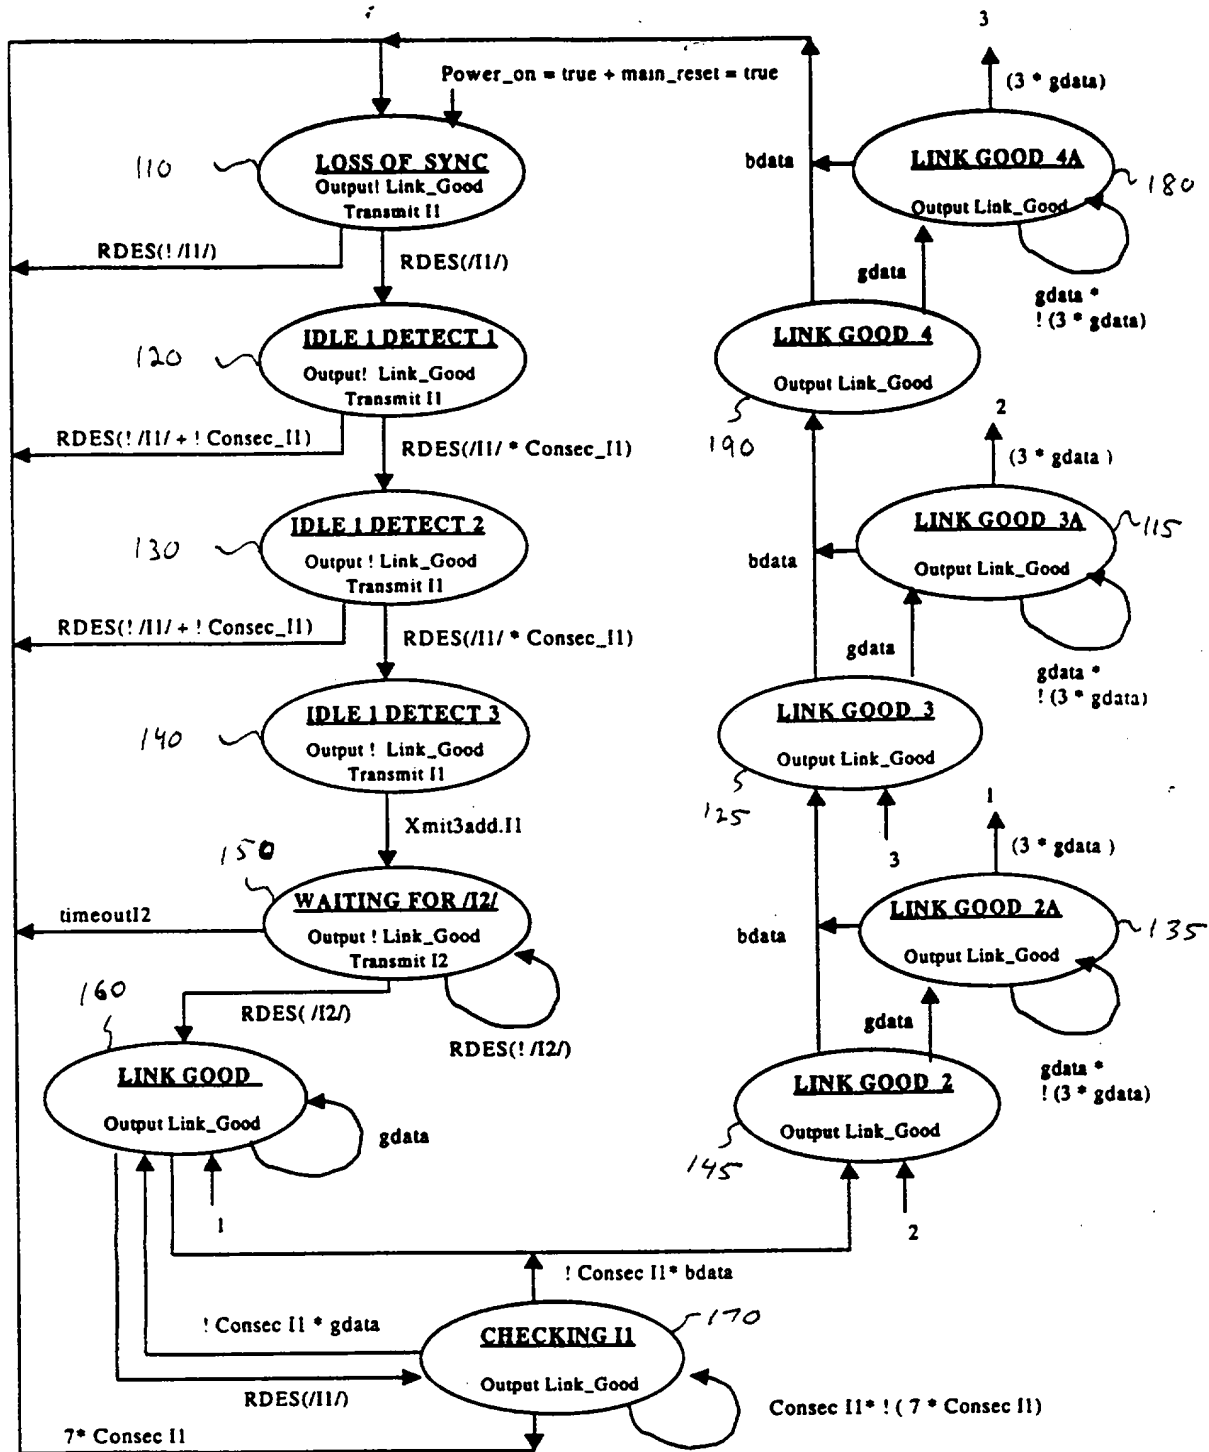 3
(3 * gdata)
Power_on = true + main_reset = true
110
LOSS OF SYNC
Output! Link_Good
Transmit I1
bdata
LINK GOOD 4A
Output Link_Good
180
RDES(! /I1/)
RDES(/I1/)
gdata
gdata *
! (3 * gdata)
120
IDLE 1 DETECT 1
Output! Link_Good
Transmit I1
LINK GOOD 4
Output Link_Good
190
2
(3 * gdata )
RDES(! /I1/ + ! Consec_I1)
RDES(/I1/ * Consec_I1)
130
IDLE 1 DETECT 2
Output ! Link_Good
Transmit I1
bdata
LINK GOOD 3A
Output Link_Good
115
RDES(! /I1/ + ! Consec_I1)
RDES(/I1/ * Consec_I1)
gdata
gdata *
! (3 * gdata)
140
IDLE 1 DETECT 3
Output ! Link_Good
Transmit I1
LINK GOOD 3
Output Link_Good
125
3
1
(3 * gdata )
Xmit3add.I1
150
WAITING FOR /I2/
Output ! Link_Good
Transmit I2
timeoutI2
bdata
LINK GOOD 2A
Output Link_Good
135
160
RDES( /I2/)
RDES(! /I2/)
gdata
gdata *
! (3 * gdata)
LINK GOOD
Output Link_Good
gdata
1
LINK GOOD 2
Output Link_Good
145
2
! Consec I1* bdata
! Consec I1 * gdata
170
CHECKING I1
Output Link_Good
RDES(/I1/)
Consec I1* ! ( 7 * Consec I1)
7* Consec I1